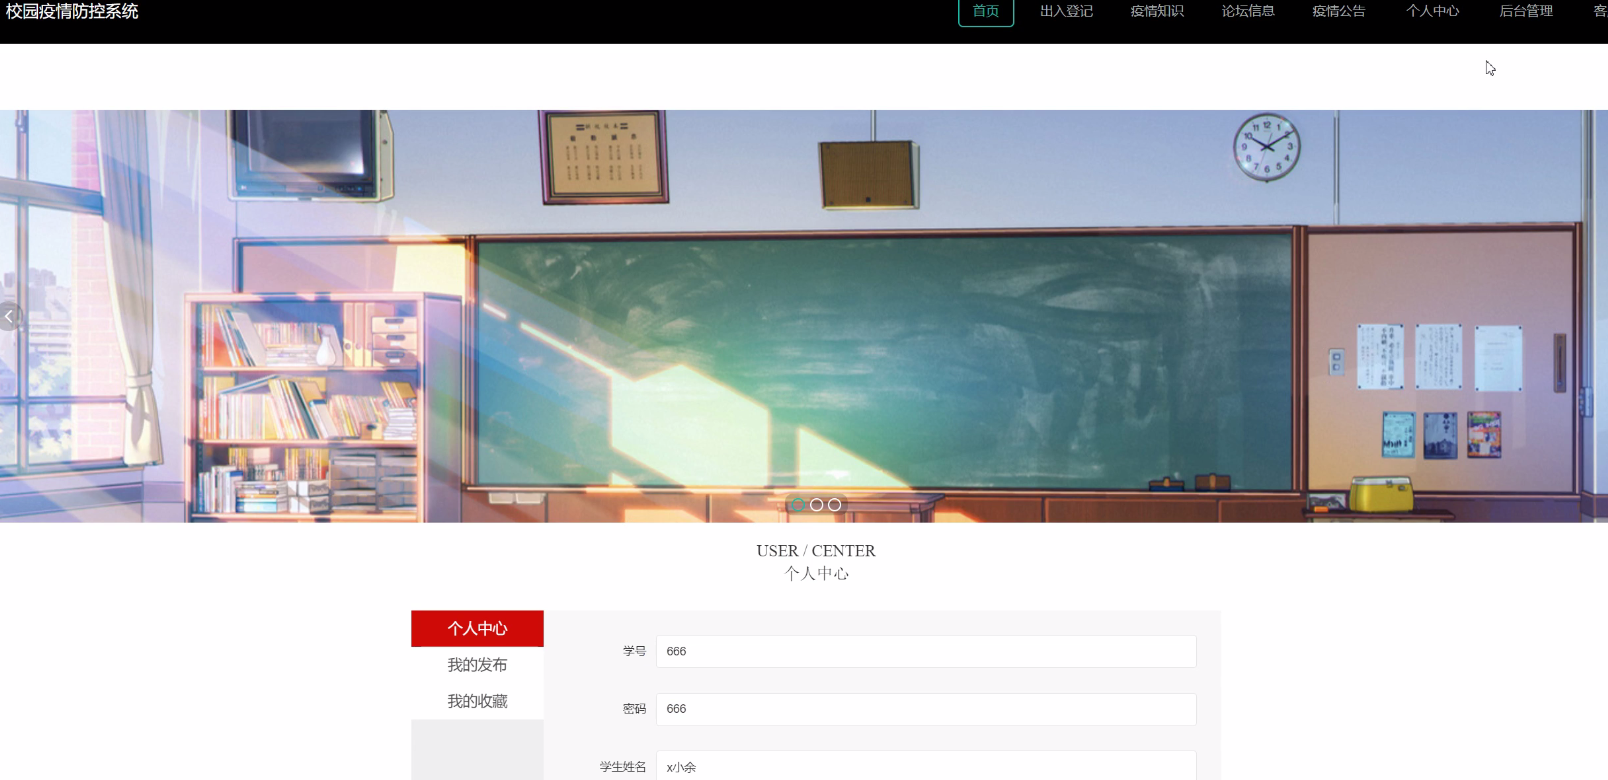 校园疫情防控系统
首页 出入登记 疫情知识 论坛信息 疫情公告 个人中心 后台管理 客
USER / CENTER
个人中心
个人中心
我的发布
我的收藏
学号 666
密码 666
学生姓名 x小余